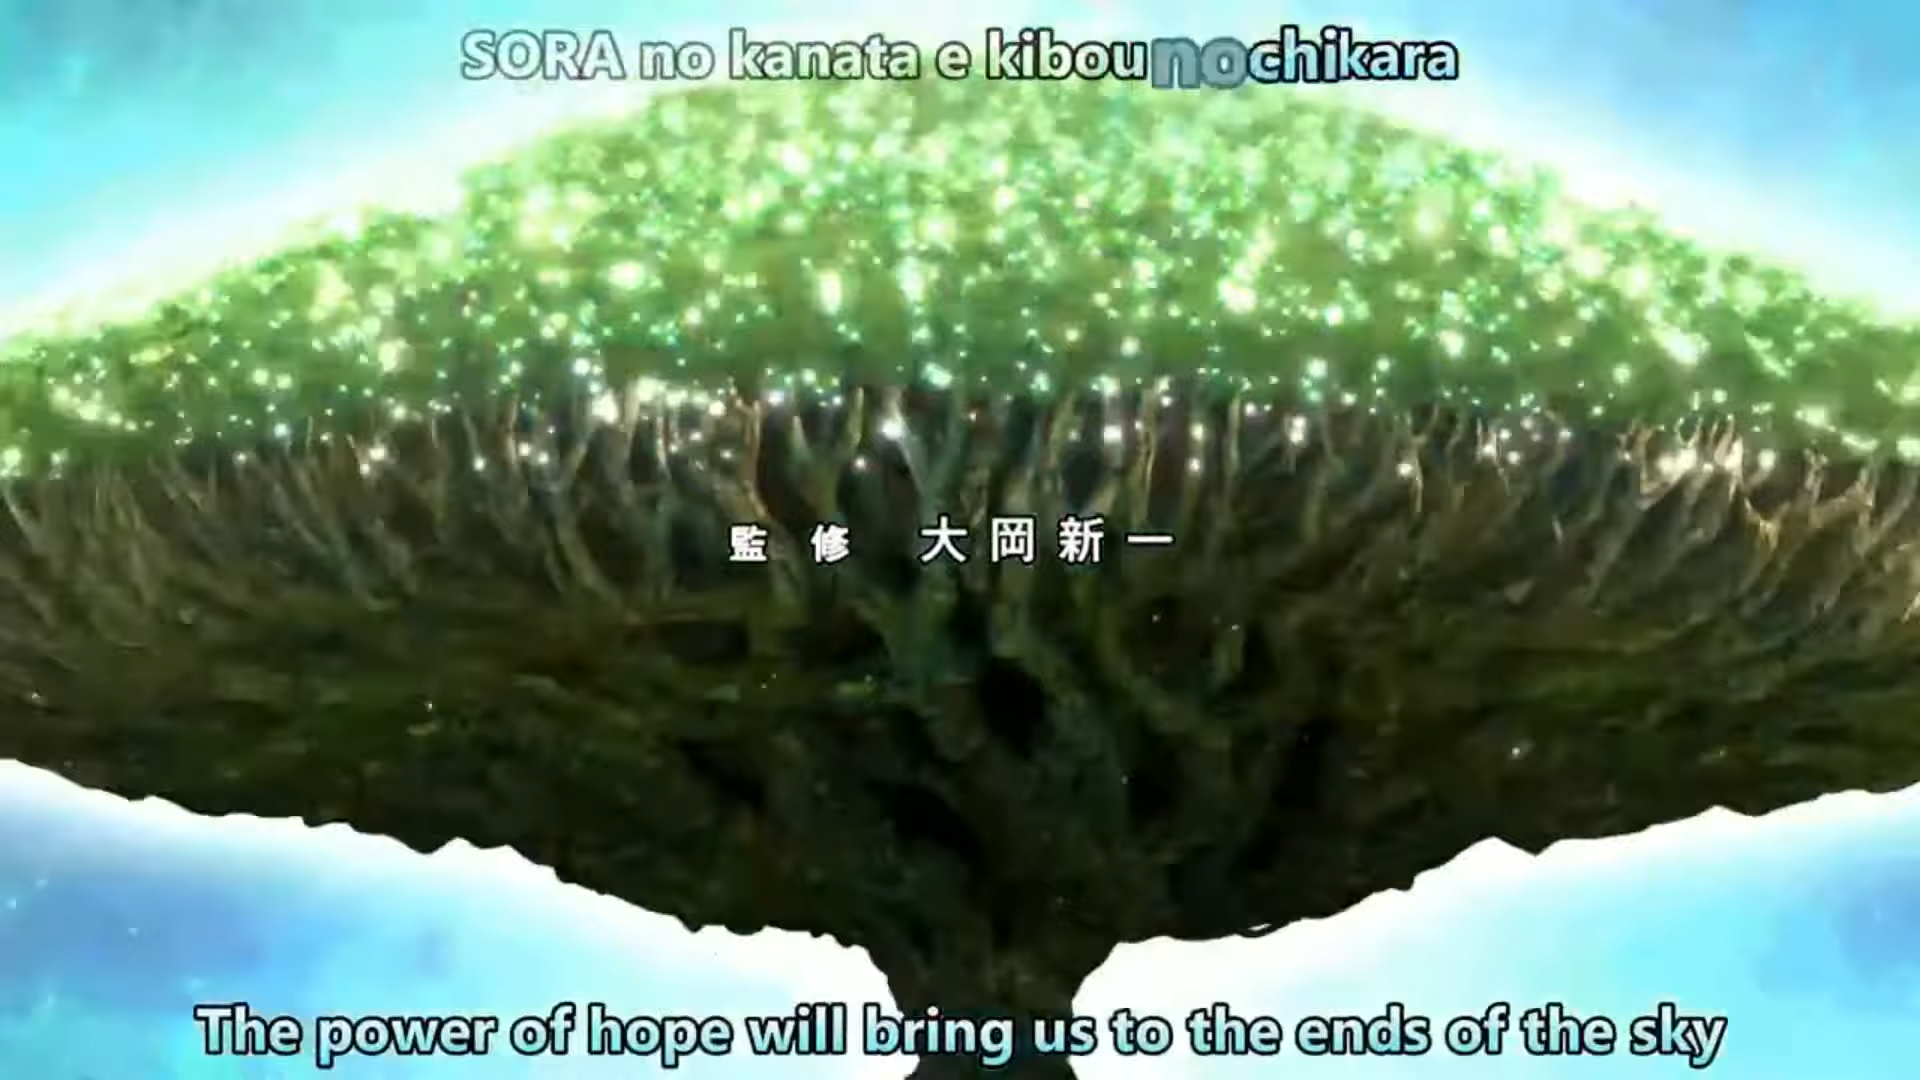 SORA no kanata e kibou no chikara
監修 大岡新一
The power of hope will bring us to the ends of the sky